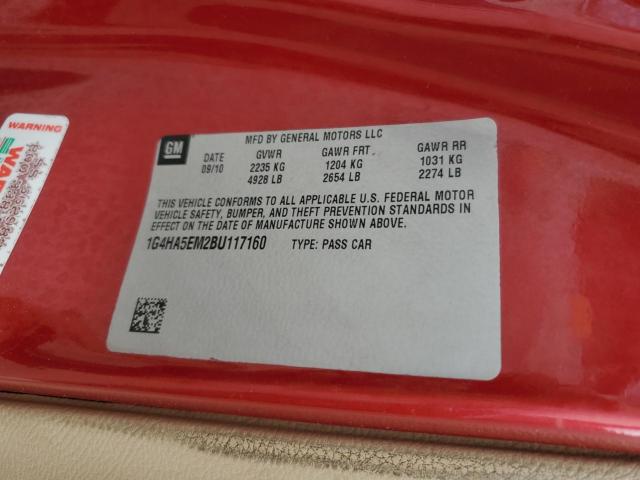 WARNING
WAR
GM
MFD BY GENERAL MOTORS LLC
DATE GVWR GAWR FRT GAWR RR
09/10 2235 KG 1204 KG 1031 KG
4928 LB 2654 LB 2274 LB
THIS VEHICLE CONFORMS TO ALL APPLICABLE U.S. FEDERAL MOTOR
VEHICLE SAFETY, BUMPER, AND THEFT PREVENTION STANDARDS IN
EFFECT ON THE DATE OF MANUFACTURE SHOWN ABOVE.
1G4HA5EM2BU117160 TYPE: PASS CAR